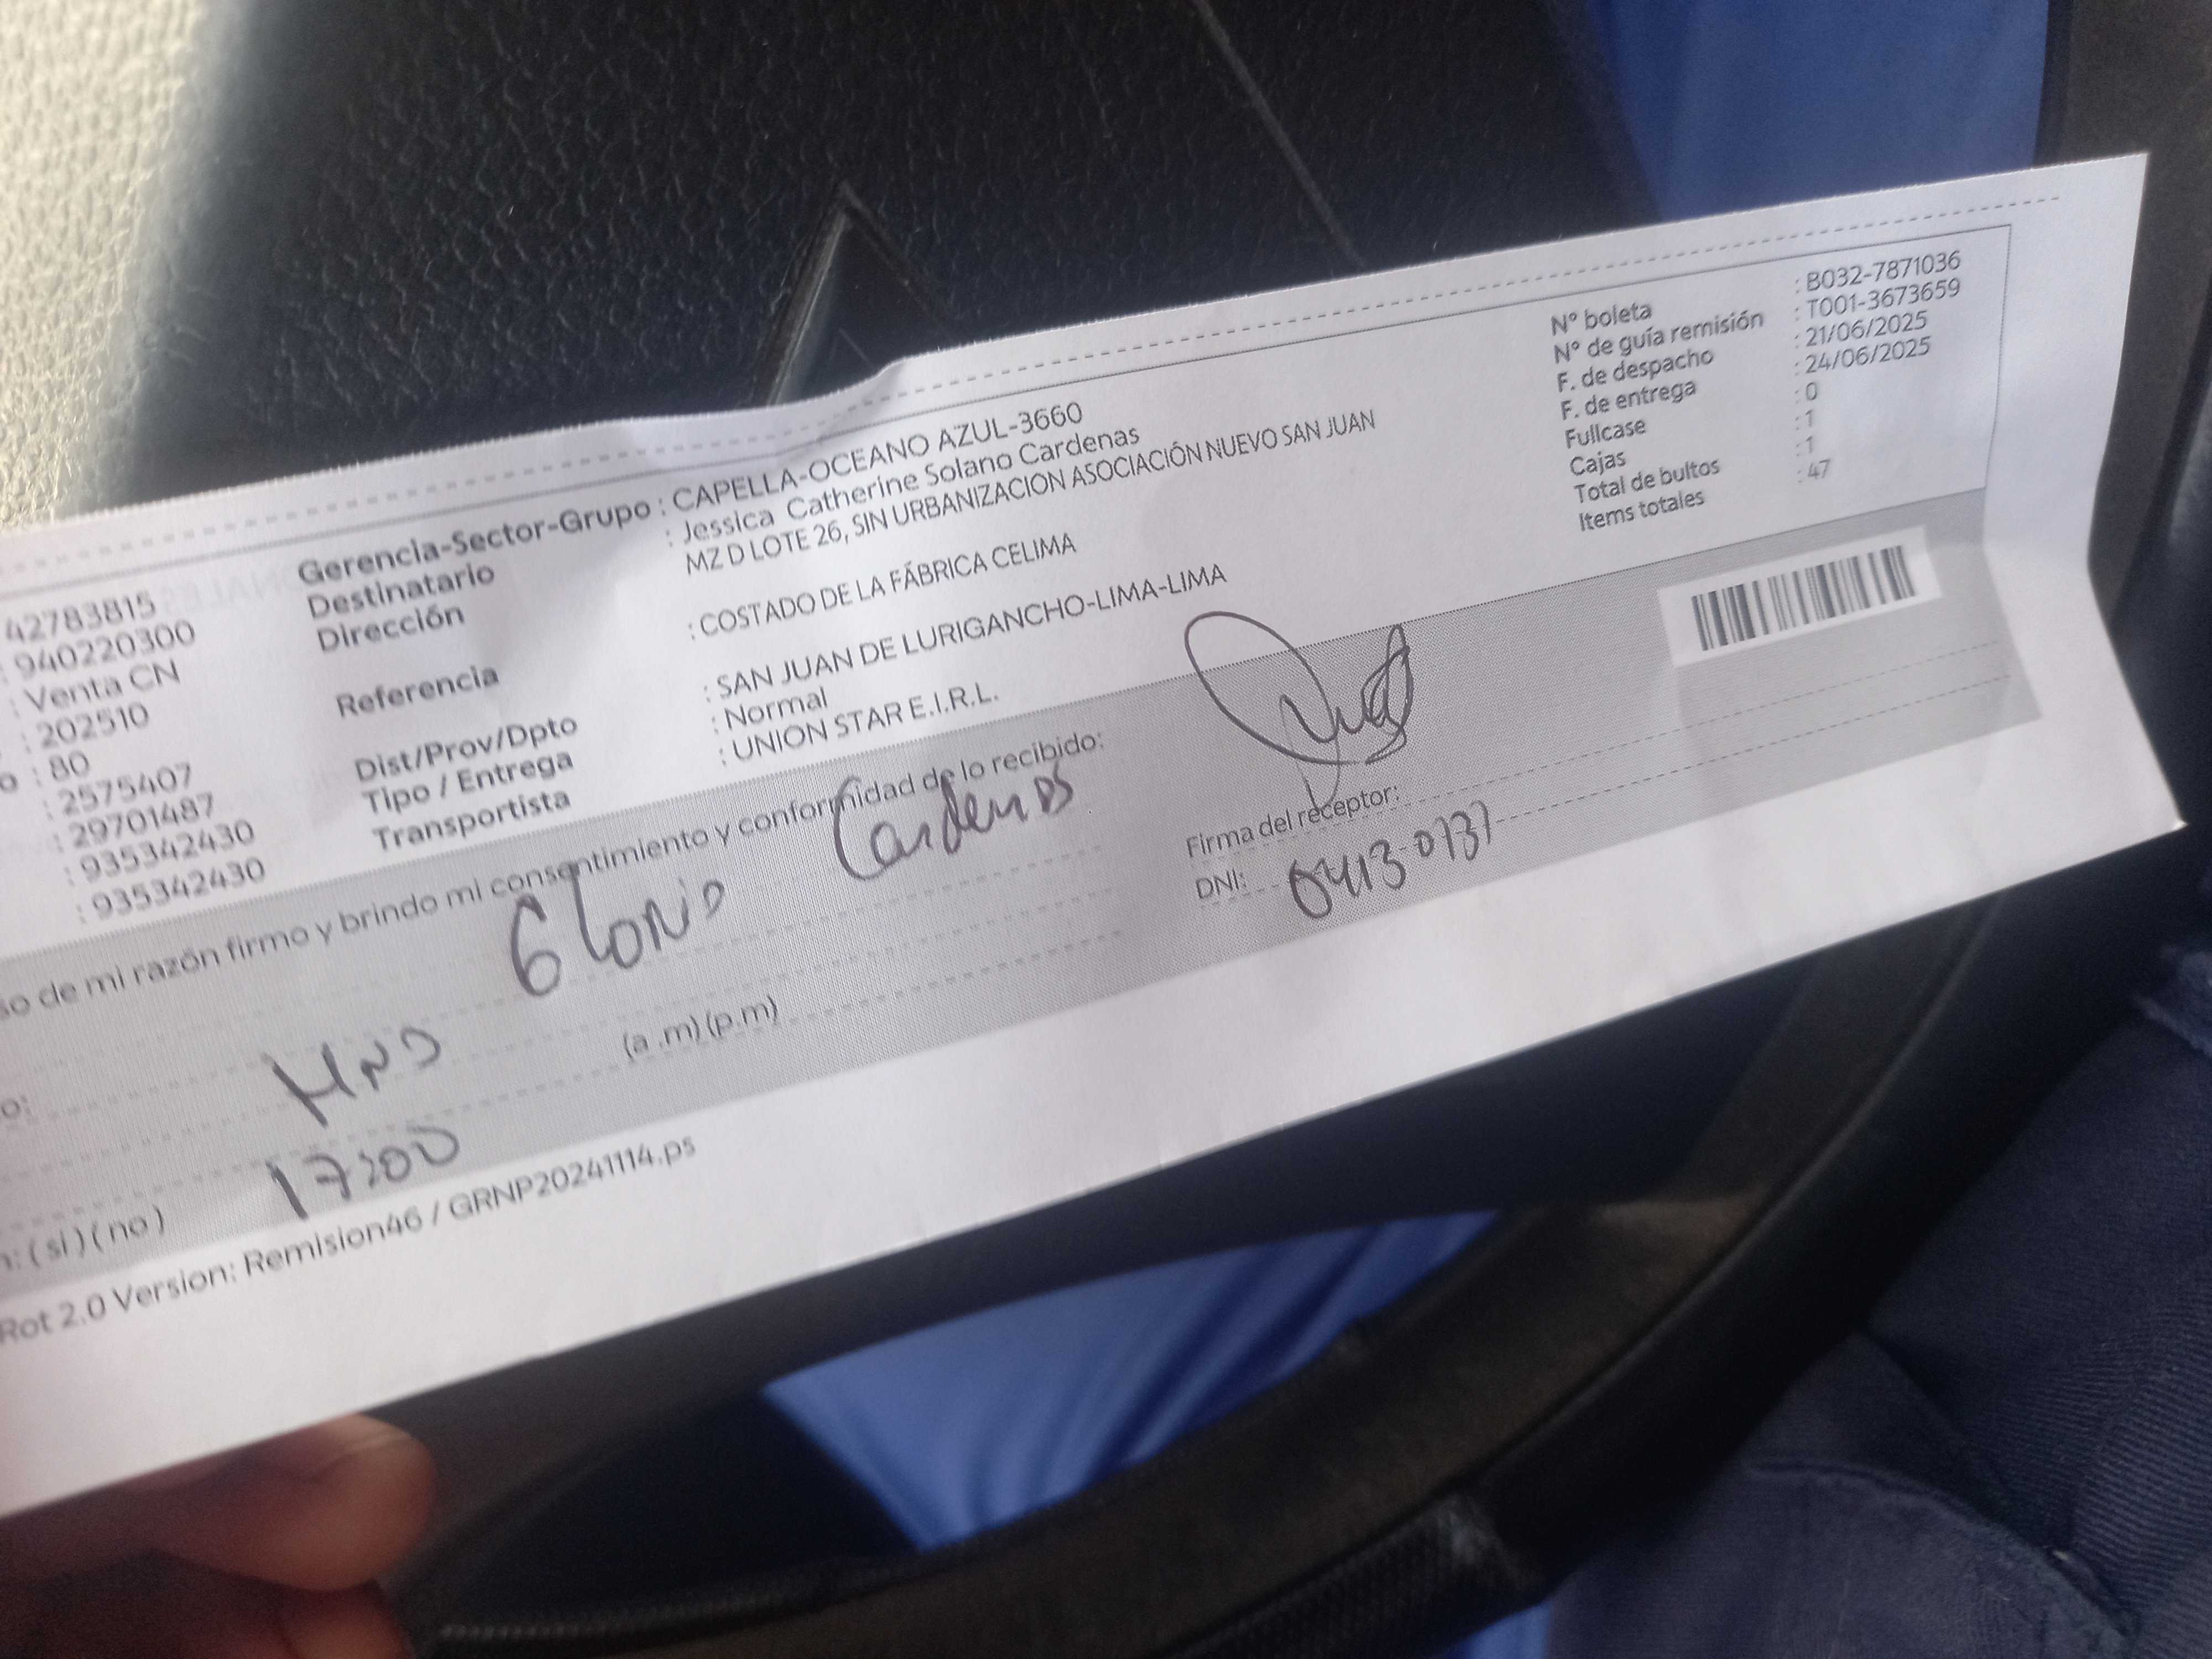 42783815
: 940220300
: Venta CN
: 202510
o : 80
: 2575407
: 29701487
: 935342430
: 935342430
Gerencia-Sector-Grupo : CAPELLA-OCEANO AZUL-3660
Destinatario : Jessica Catherine Solano Cardenas
Dirección MZ D LOTE 26, SIN URBANIZACION ASOCIACIÓN NUEVO SAN JUAN
Referencia : COSTADO DE LA FÁBRICA CELIMA
Dist/Prov/Dpto : SAN JUAN DE LURIGANCHO-LIMA-LIMA
Tipo / Entrega : Normal
Transportista : UNION STAR E.I.R.L.
N° boleta : B032-7871036
N° de guía remisión : T001-3673659
F. de despacho : 21/06/2025
F. de entrega : 24/06/2025
Fullcase : 0
Cajas : 1
Total de bultos : 1
Items totales : 47
so de mi razón firmo y brindo mi consentimiento y conformidad de lo recibido:
Gloria Cardenas
o:
17:00 (a .m) (p.m)
Firma del receptor:
DNI:
n: ( si ) ( no )
Rot 2.0 Version: Remision46 / GRNP20241114.ps